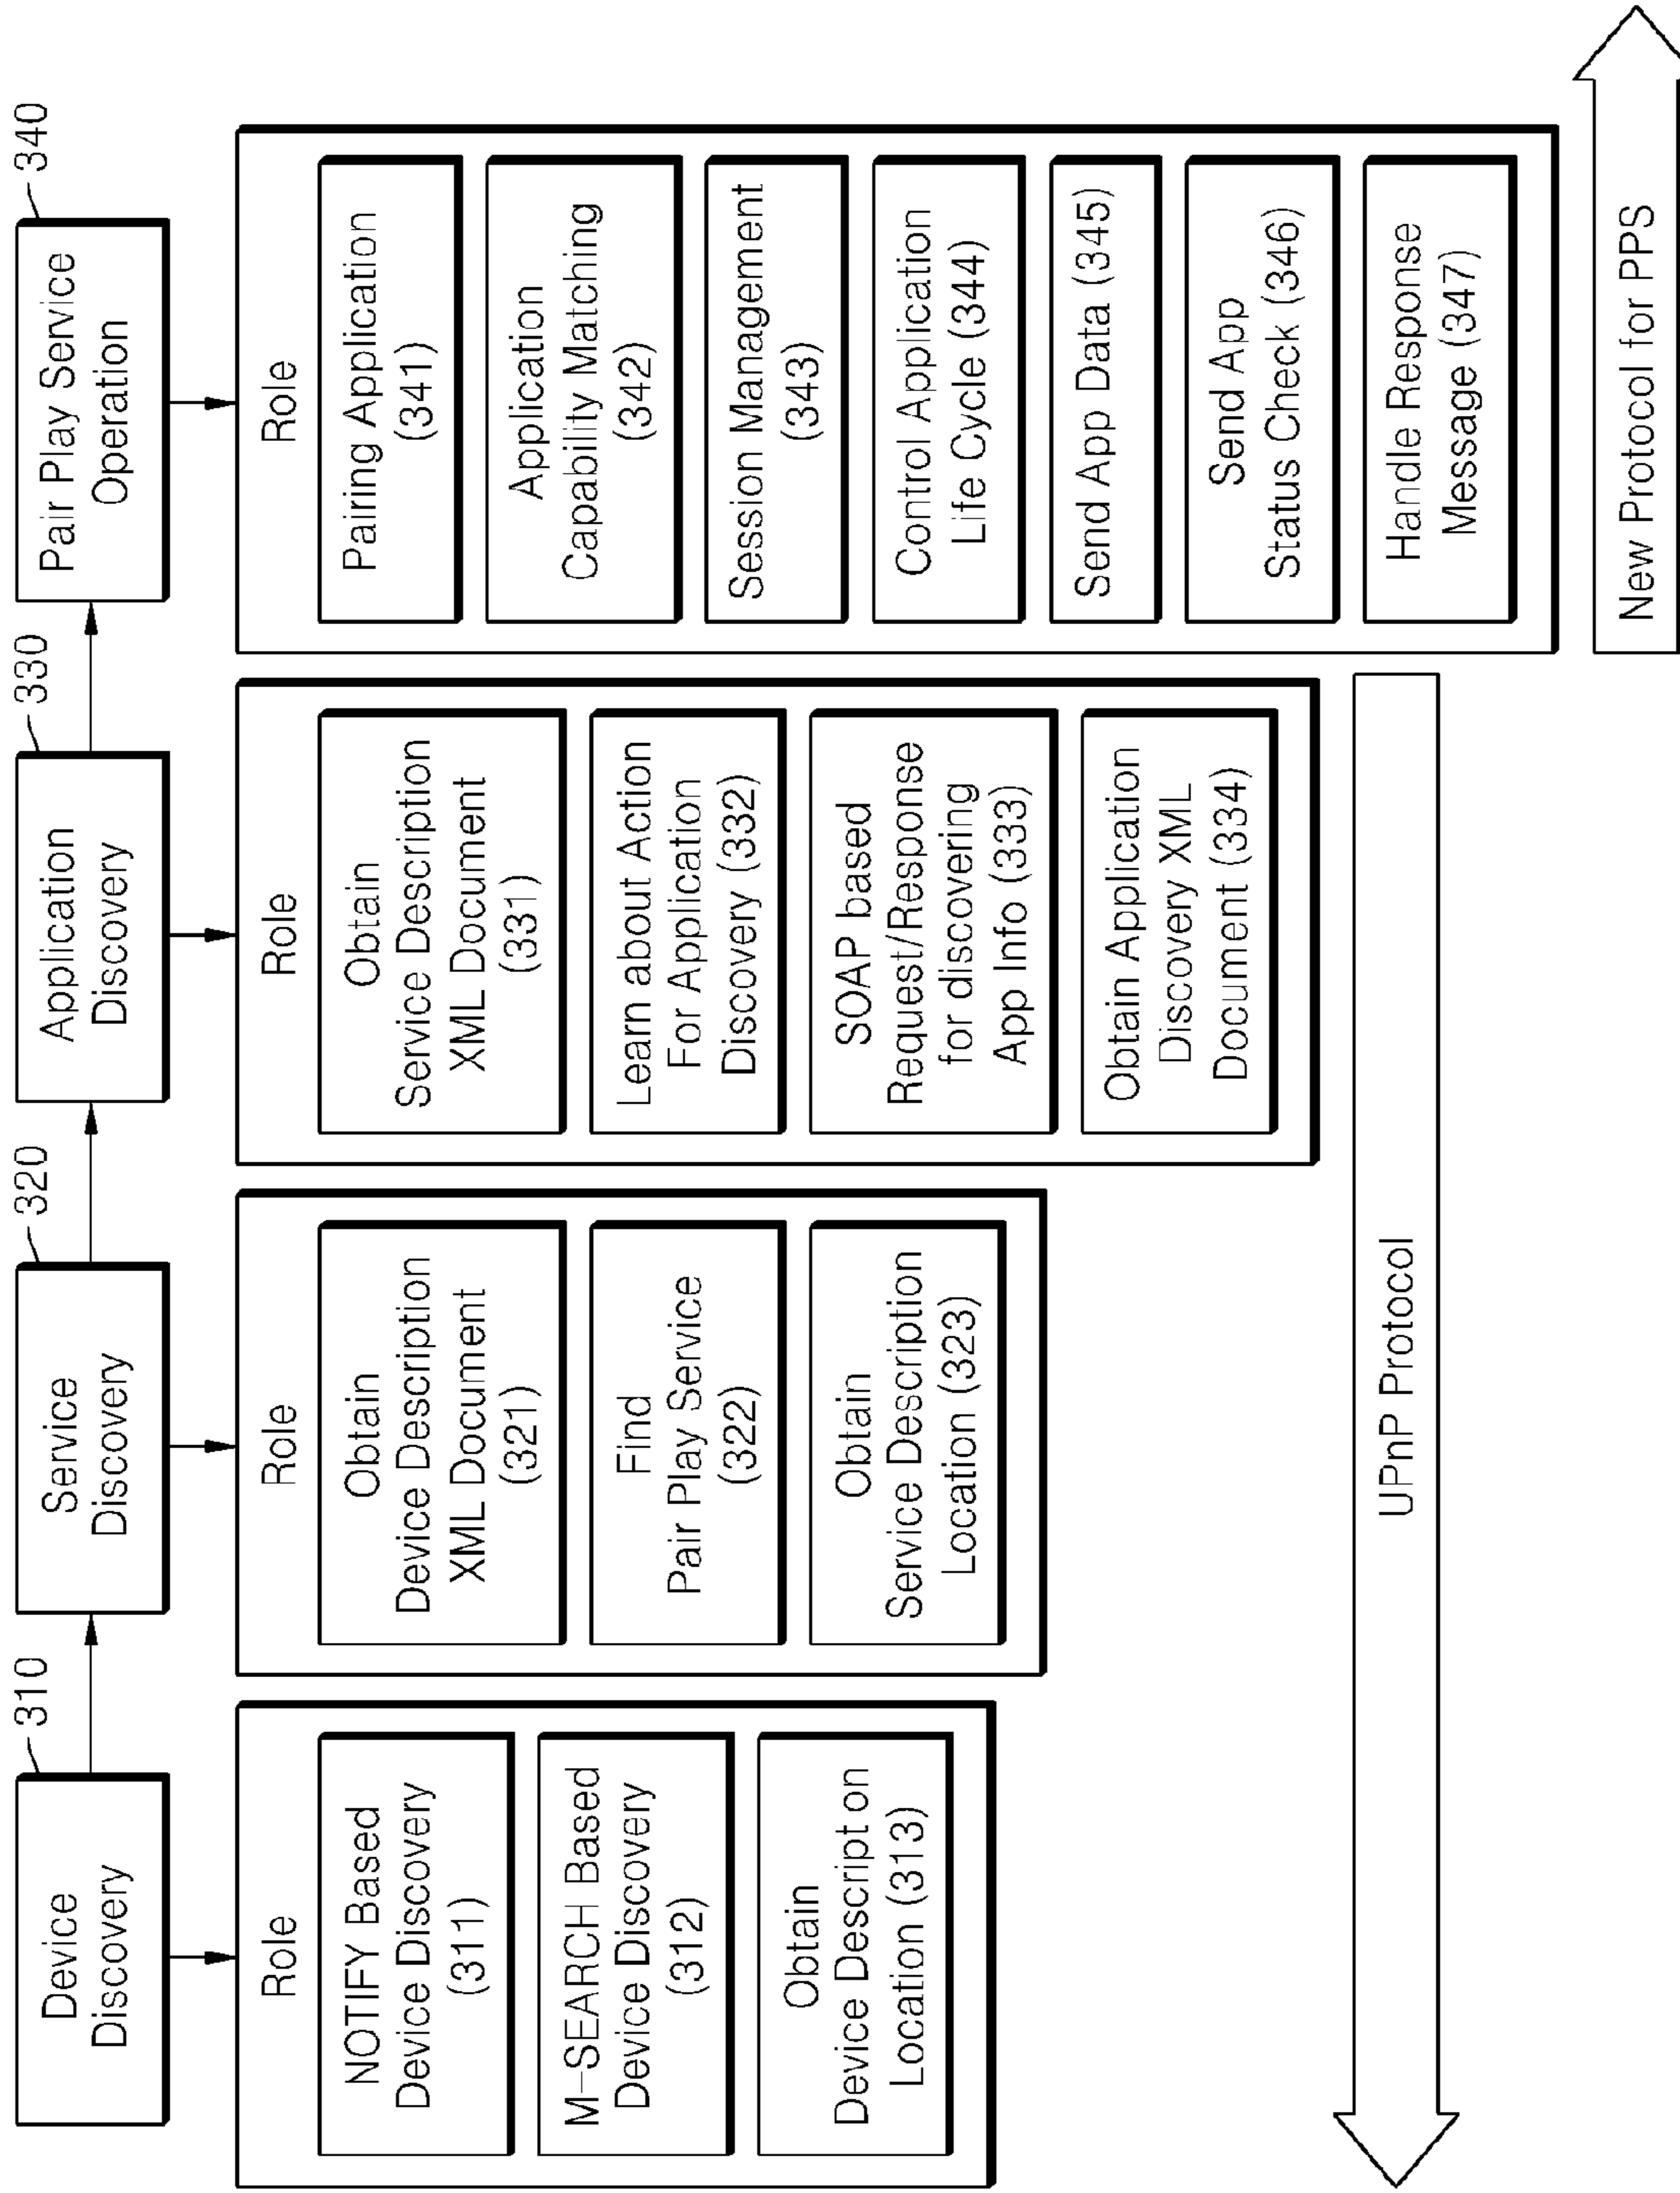 310
Device
Discovery
Role
NOTIFY Based
Device Discovery
(311)
M-SEARCH Based
Device Discovery
(312)
Obtain
Device Descript on
Location (313)
320
Service
Discovery
Role
Obtain
Device Description
XML Document
(321)
Find
Pair Play Service
(322)
Obtain
Service Description
Location (323)
330
Application
Discovery
Role
Obtain
Service Description
XML Document
(331)
Learn about Action
For Application
Discovery (332)
SOAP based
Request/Response
for discovering
App Info (333)
Obtain Application
Discovery XML
Document (334)
340
Pair Play Service
Operation
Role
Pairing Application
(341)
Application
Capability Matching
(342)
Session Management
(343)
Control Application
Life Cycle (344)
Send App Data (345)
Send App
Status Check (346)
Handle Response
Message (347)
UPnP Protocol
New Protocol for PPS